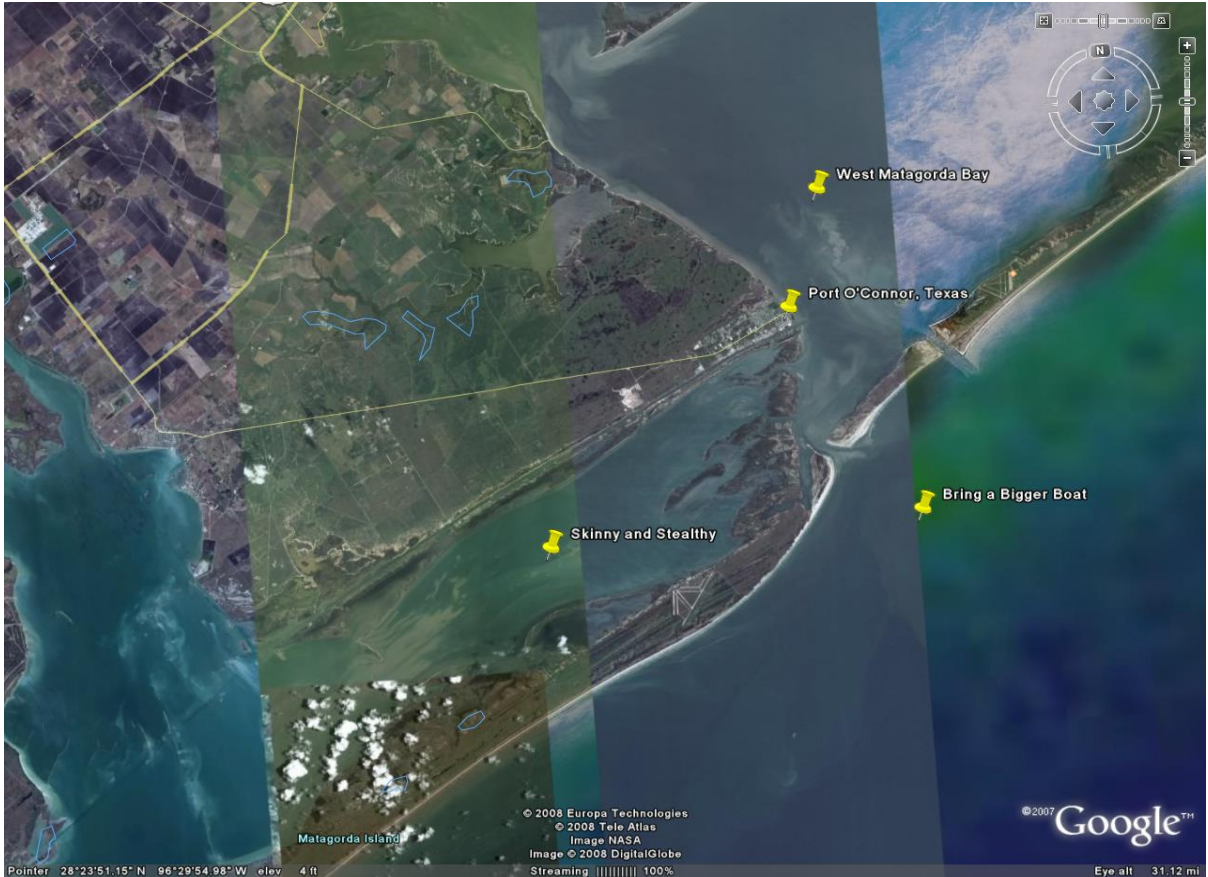 N
West Matagorda Bay
Port O'Connor, Texas
Bring a Bigger Boat
Skinny and Stealthy
Matagorda Island
© 2008 Europa Technologies
© 2008 Tele Atlas
Image NASA
Image © 2008 DigitalGlobe
©2007 Google™
Pointer 28°23'51.15" N 96°29'54.98" W elev 4 ft Streaming |||||||||| 100% Eye alt 31.12 mi